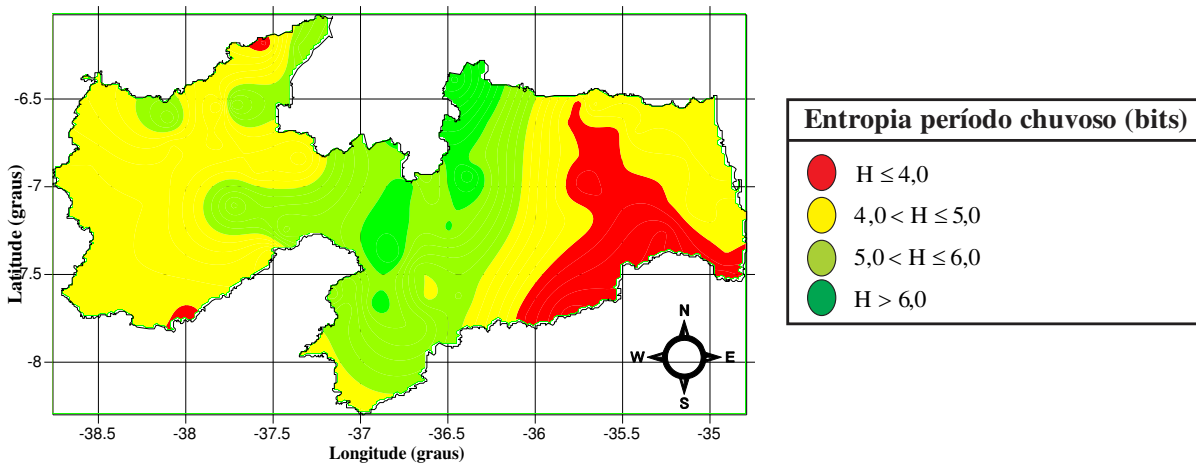 -6.5
-7
-7.5
-8
Latitude (graus)
-38.5 -38 -37.5 -37 -36.5 -36 -35.5 -35
Longitude (graus)
N
W E
S
Entropia período chuvoso (bits)
H ≤ 4,0
4,0 < H ≤ 5,0
5,0 < H ≤ 6,0
H > 6,0